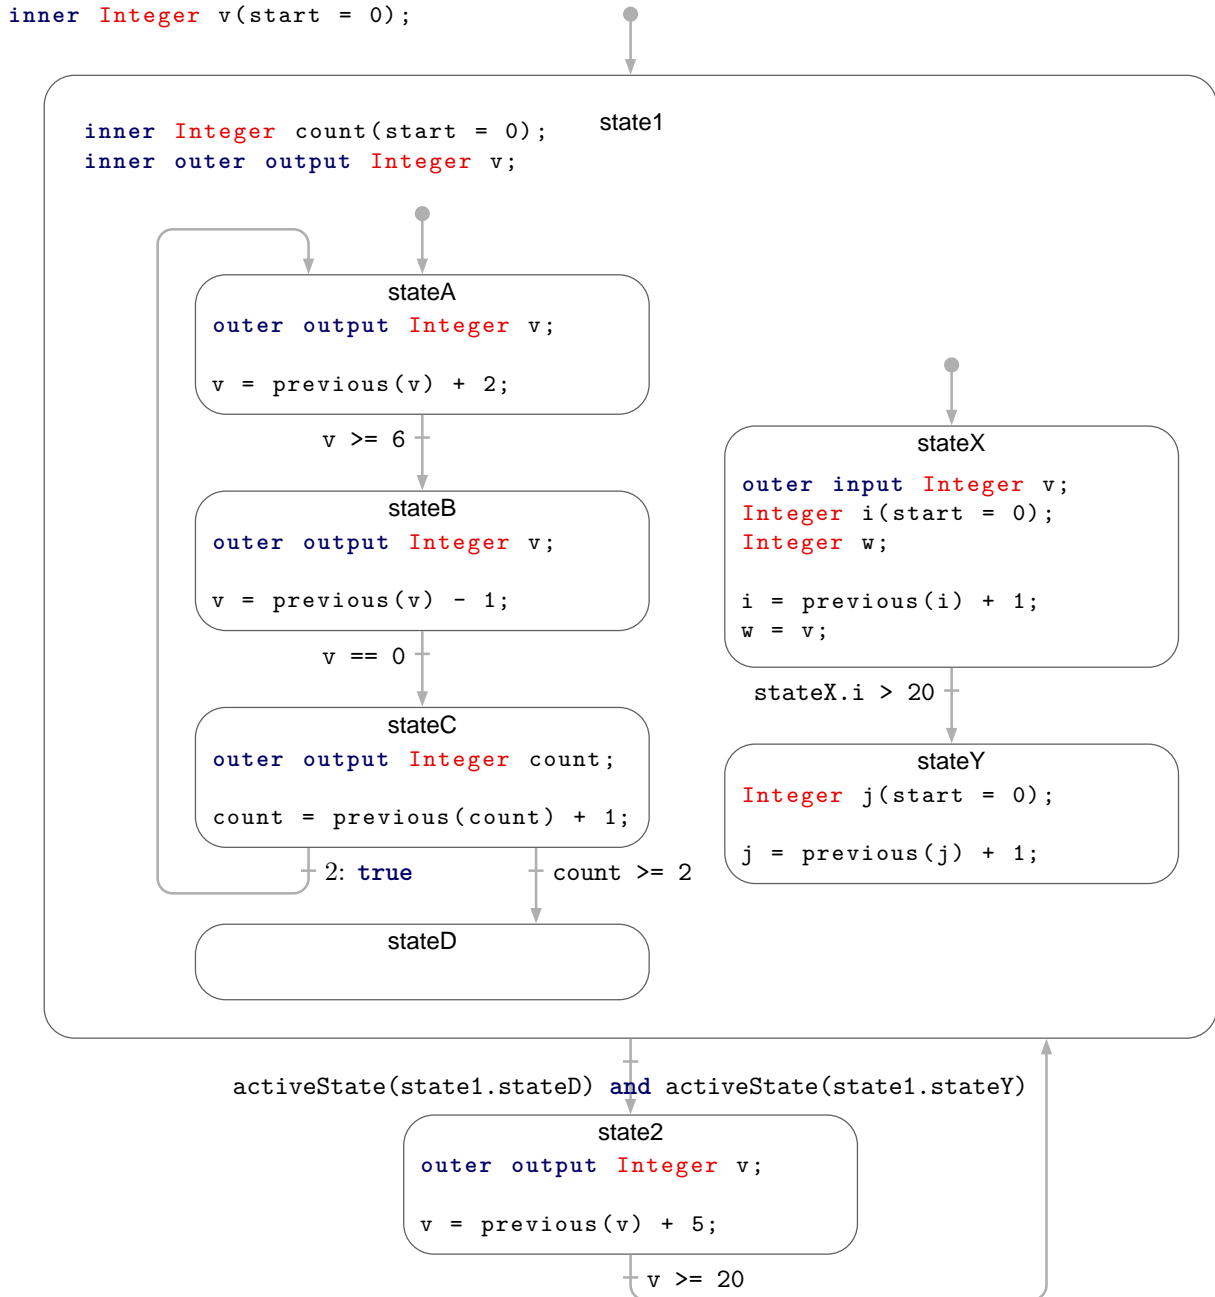 inner Integer v(start = 0);
state1
inner Integer count(start = 0);
inner outer output Integer v;
stateA
outer output Integer v;
v = previous(v) + 2;
v >= 6
stateB
outer output Integer v;
v = previous(v) - 1;
v == 0
stateC
outer output Integer count;
count = previous(count) + 1;
2: true
count >= 2
stateD
stateX
outer input Integer v;
Integer i(start = 0);
Integer w;
i = previous(i) + 1;
w = v;
stateX.i > 20
stateY
Integer j(start = 0);
j = previous(j) + 1;
activeState(state1.stateD) and activeState(state1.stateY)
state2
outer output Integer v;
v = previous(v) + 5;
v >= 20